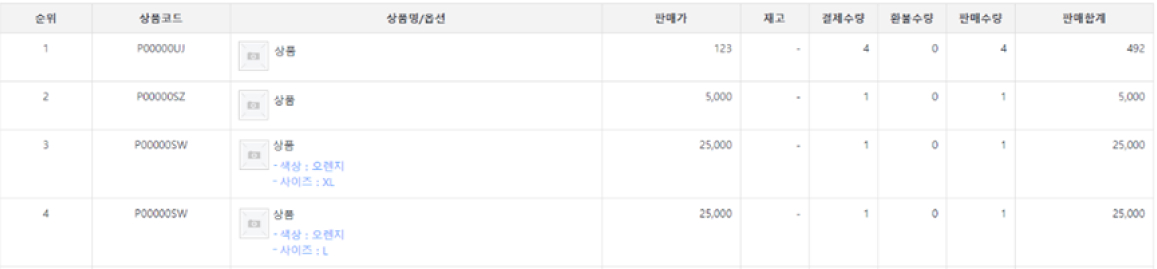 순위 상품코드 상품명/옵션 판매가 재고 결제수량 환불수량 판매수량 판매합계
1 P00000UJ 상품 123 - 4 0 4 492
2 P00000SZ 상품 5,000 - 1 0 1 5,000
3 P00000SW 상품 25,000 - 1 0 1 25,000
- 색상 : 오렌지
- 사이즈 : XL
4 P00000SW 상품 25,000 - 1 0 1 25,000
- 색상 : 오렌지
- 사이즈 : L